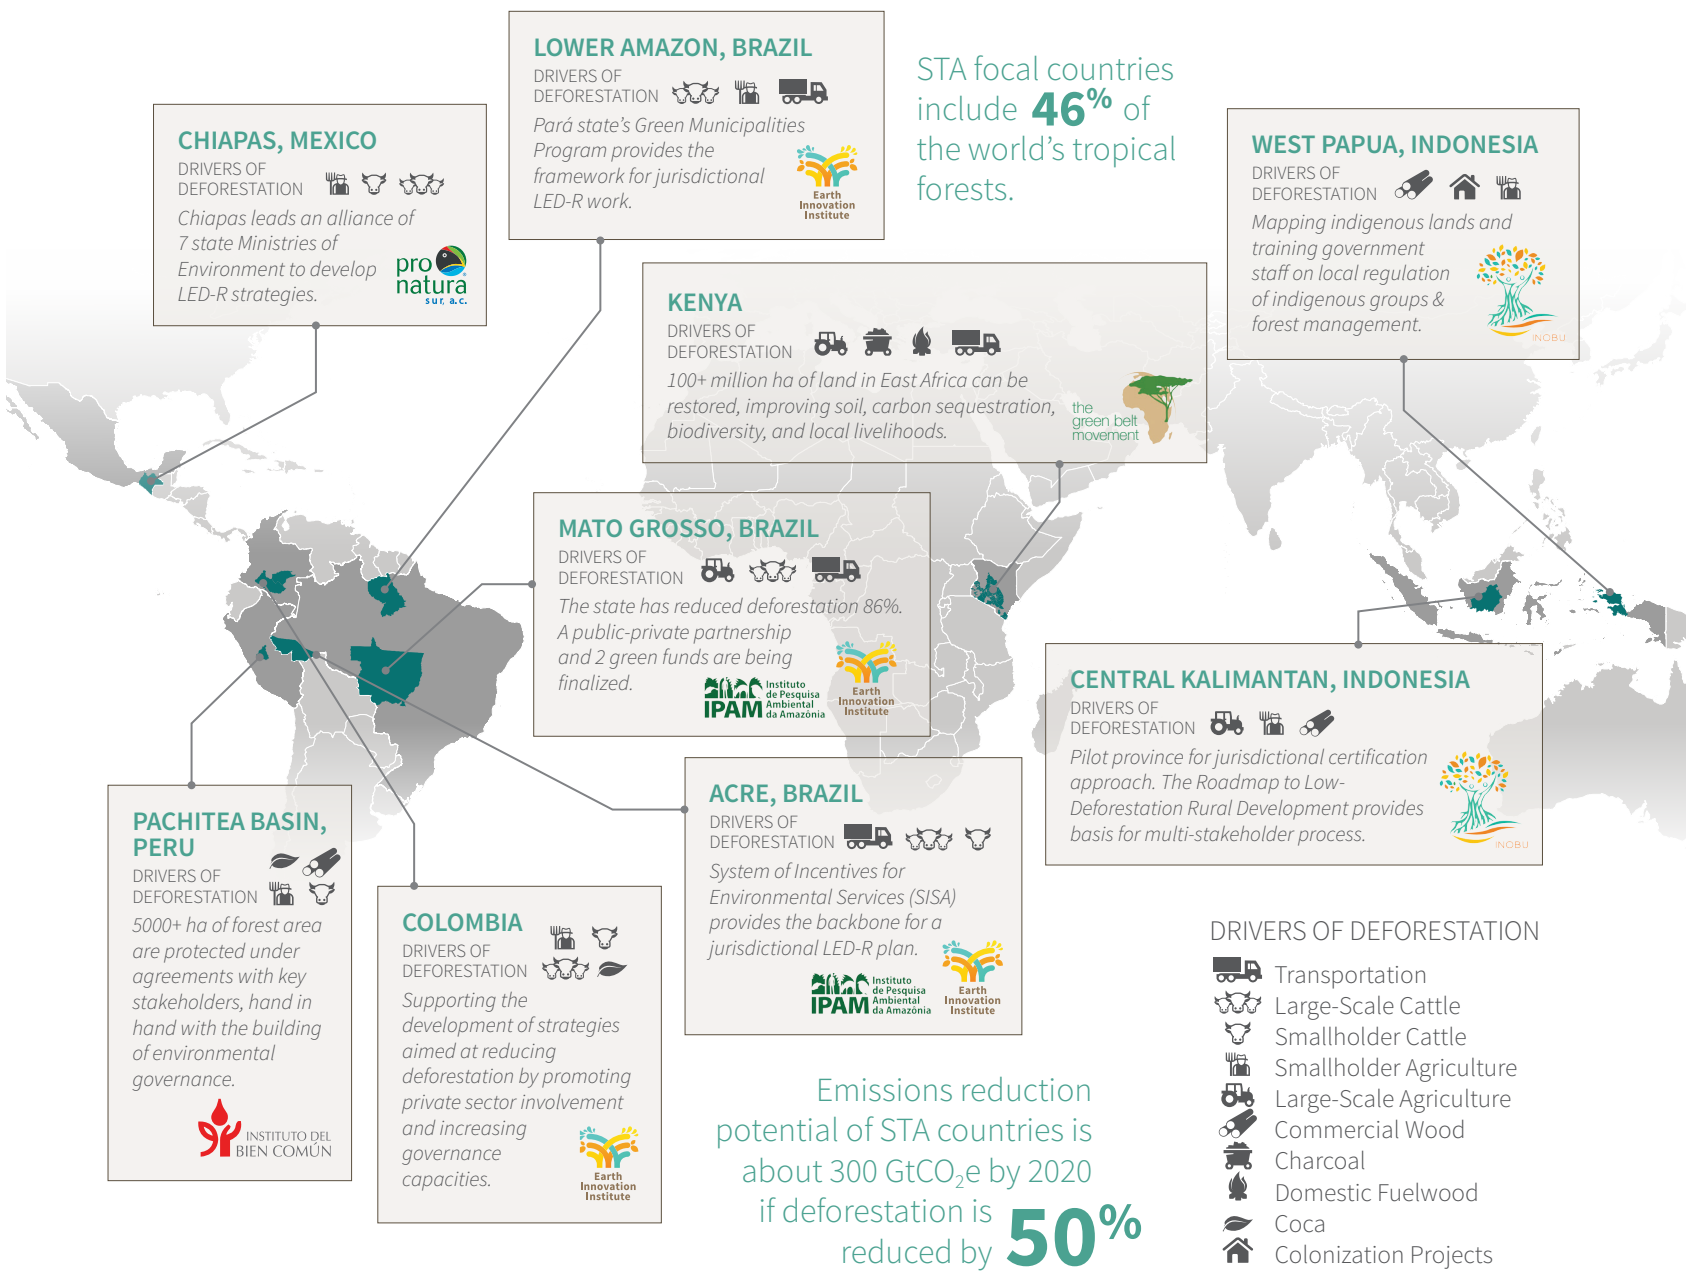 LOWER AMAZON, BRAZIL
DRIVERS OF
DEFORESTATION
Pará state's Green Municipalities
Program provides the
framework for jurisdictional
LED-R work.
Earth
Innovation
Institute
STA focal countries
include 46% of
the world's tropical
forests.
CHIAPAS, MEXICO
DRIVERS OF
DEFORESTATION
Chiapas leads an alliance of
7 state Ministries of
Environment to develop
LED-R strategies.
pro
natura
sur, a.c.
WEST PAPUA, INDONESIA
DRIVERS OF
DEFORESTATION
Mapping indigenous lands and
training government
staff on local regulation
of indigenous groups &
forest management.
INOBU
KENYA
DRIVERS OF
DEFORESTATION
100+ million ha of land in East Africa can be
restored, improving soil, carbon sequestration,
biodiversity, and local livelihoods.
the
green belt
movement
MATO GROSSO, BRAZIL
DRIVERS OF
DEFORESTATION
The state has reduced deforestation 86%.
A public-private partnership
and 2 green funds are being
finalized.
IPAM
Instituto
de Pesquisa
Ambiental
da Amazônia
Earth
Innovation
Institute
CENTRAL KALIMANTAN, INDONESIA
DRIVERS OF
DEFORESTATION
Pilot province for jurisdictional certification
approach. The Roadmap to Low-
Deforestation Rural Development provides
basis for multi-stakeholder process.
INOBU
ACRE, BRAZIL
DRIVERS OF
DEFORESTATION
System of Incentives for
Environmental Services (SISA)
provides the backbone for a
jurisdictional LED-R plan.
IPAM
Instituto
de Pesquisa
Ambiental
da Amazônia
Earth
Innovation
Institute
PACHITEA BASIN,
PERU
DRIVERS OF
DEFORESTATION
5000+ ha of forest area
are protected under
agreements with key
stakeholders, hand in
hand with the building
of environmental
governance.
INSTITUTO DEL
BIEN COMÚN
COLOMBIA
DRIVERS OF
DEFORESTATION
Supporting the
development of strategies
aimed at reducing
deforestation by promoting
private sector involvement
and increasing
governance
capacities.
Earth
Innovation
Institute
Emissions reduction
potential of STA countries is
about 300 GtCO₂e by 2020
if deforestation is
reduced by 50%
DRIVERS OF DEFORESTATION
Transportation
Large-Scale Cattle
Smallholder Cattle
Smallholder Agriculture
Large-Scale Agriculture
Commercial Wood
Charcoal
Domestic Fuelwood
Coca
Colonization Projects